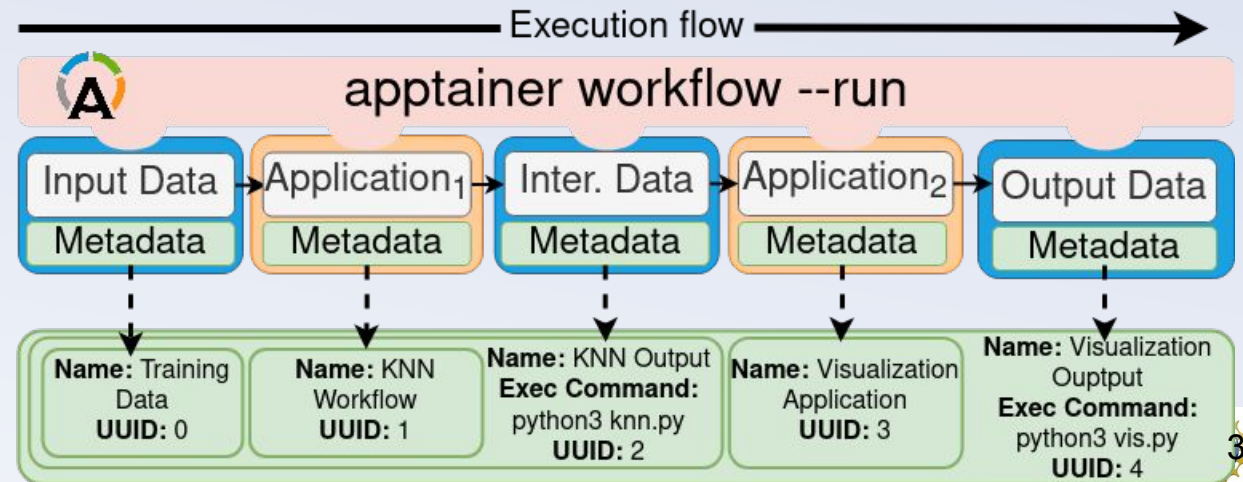 Execution flow
A
apptainer workflow --run
Input Data
Metadata
Application1
Metadata
Inter. Data
Metadata
Application2
Metadata
Output Data
Metadata
Name: Training
Data
UUID: 0
Name: KNN
Workflow
UUID: 1
Name: KNN Output
Exec Command:
python3 knn.py
UUID: 2
Name: Visualization
Application
UUID: 3
Name: Visualization
Ouptput
Exec Command:
python3 vis.py
UUID: 4
3